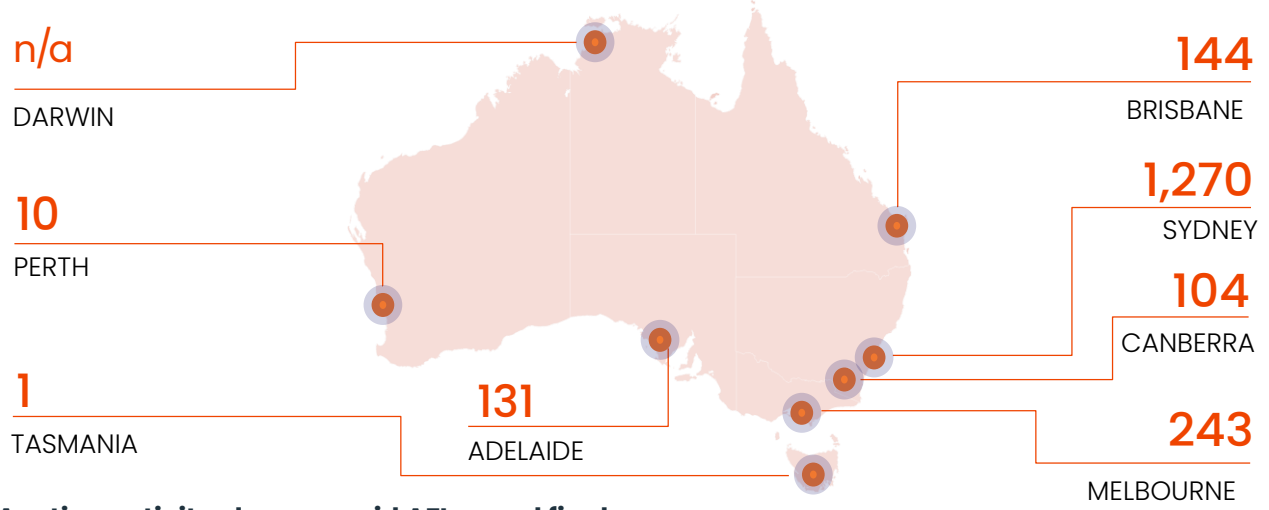 n/a
DARWIN
10
PERTH
1
TASMANIA
131
ADELAIDE
144
BRISBANE
1,270
SYDNEY
104
CANBERRA
243
MELBOURNE